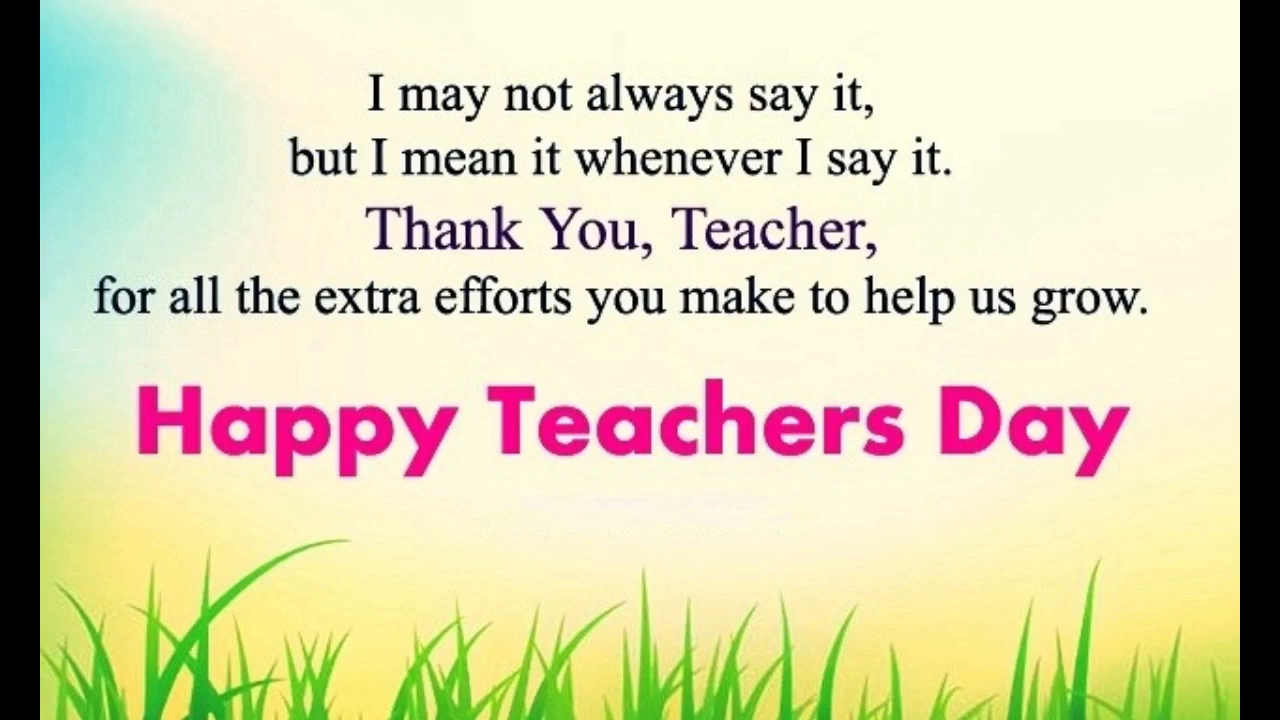 I may not always say it,
but I mean it whenever I say it.
Thank You, Teacher,
for all the extra efforts you make to help us grow.
Happy Teachers Day